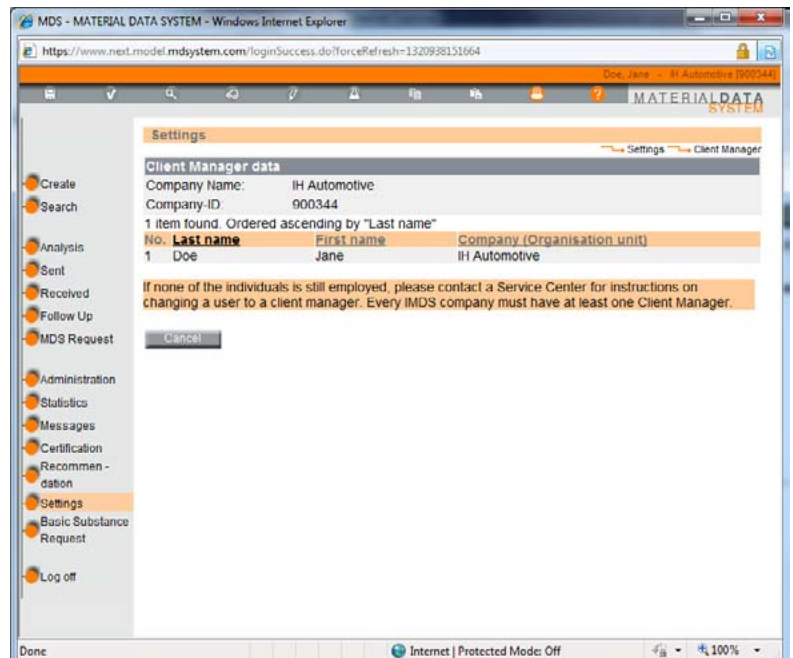 MDS - MATERIAL DATA SYSTEM - Windows Internet Explorer
https://www.next.model.mdsystem.com/loginSuccess.do?forceRefresh=1320938151664
Doe, Jane - IH Automotive [900344]
MATERIALDATA
SYSTEM
Settings
Settings Client Manager
Client Manager data
Company Name: IH Automotive
Company-ID: 900344
1 item found. Ordered ascending by "Last name"
No. Last name First name Company (Organisation unit)
1 Doe Jane IH Automotive
If none of the individuals is still employed, please contact a Service Center for instructions on
changing a user to a client manager. Every IMDS company must have at least one Client Manager.
Cancel
Create
Search
Analysis
Sent
Received
Follow Up
MDS Request
Administration
Statistics
Messages
Certification
Recommen -
dation
Settings
Basic Substance
Request
Log off
Done
Internet | Protected Mode: Off
100%